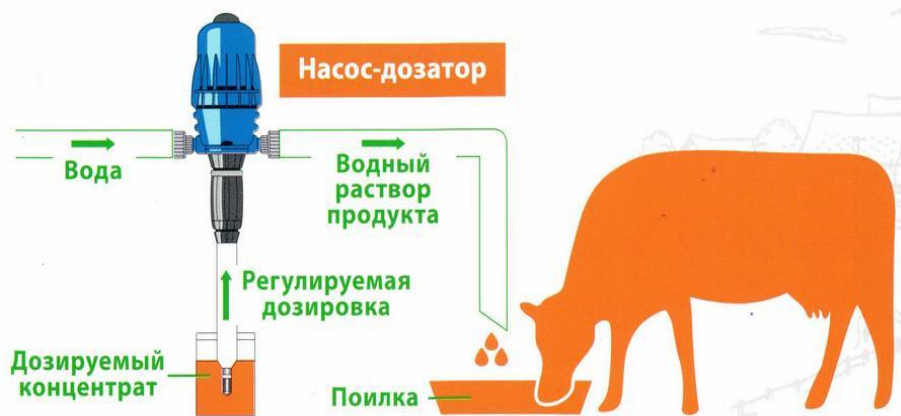 Насос-дозатор
Вода
Водный
раствор
продукта
Регулируемая
дозировка
Дозируемый
концентрат
Поилка